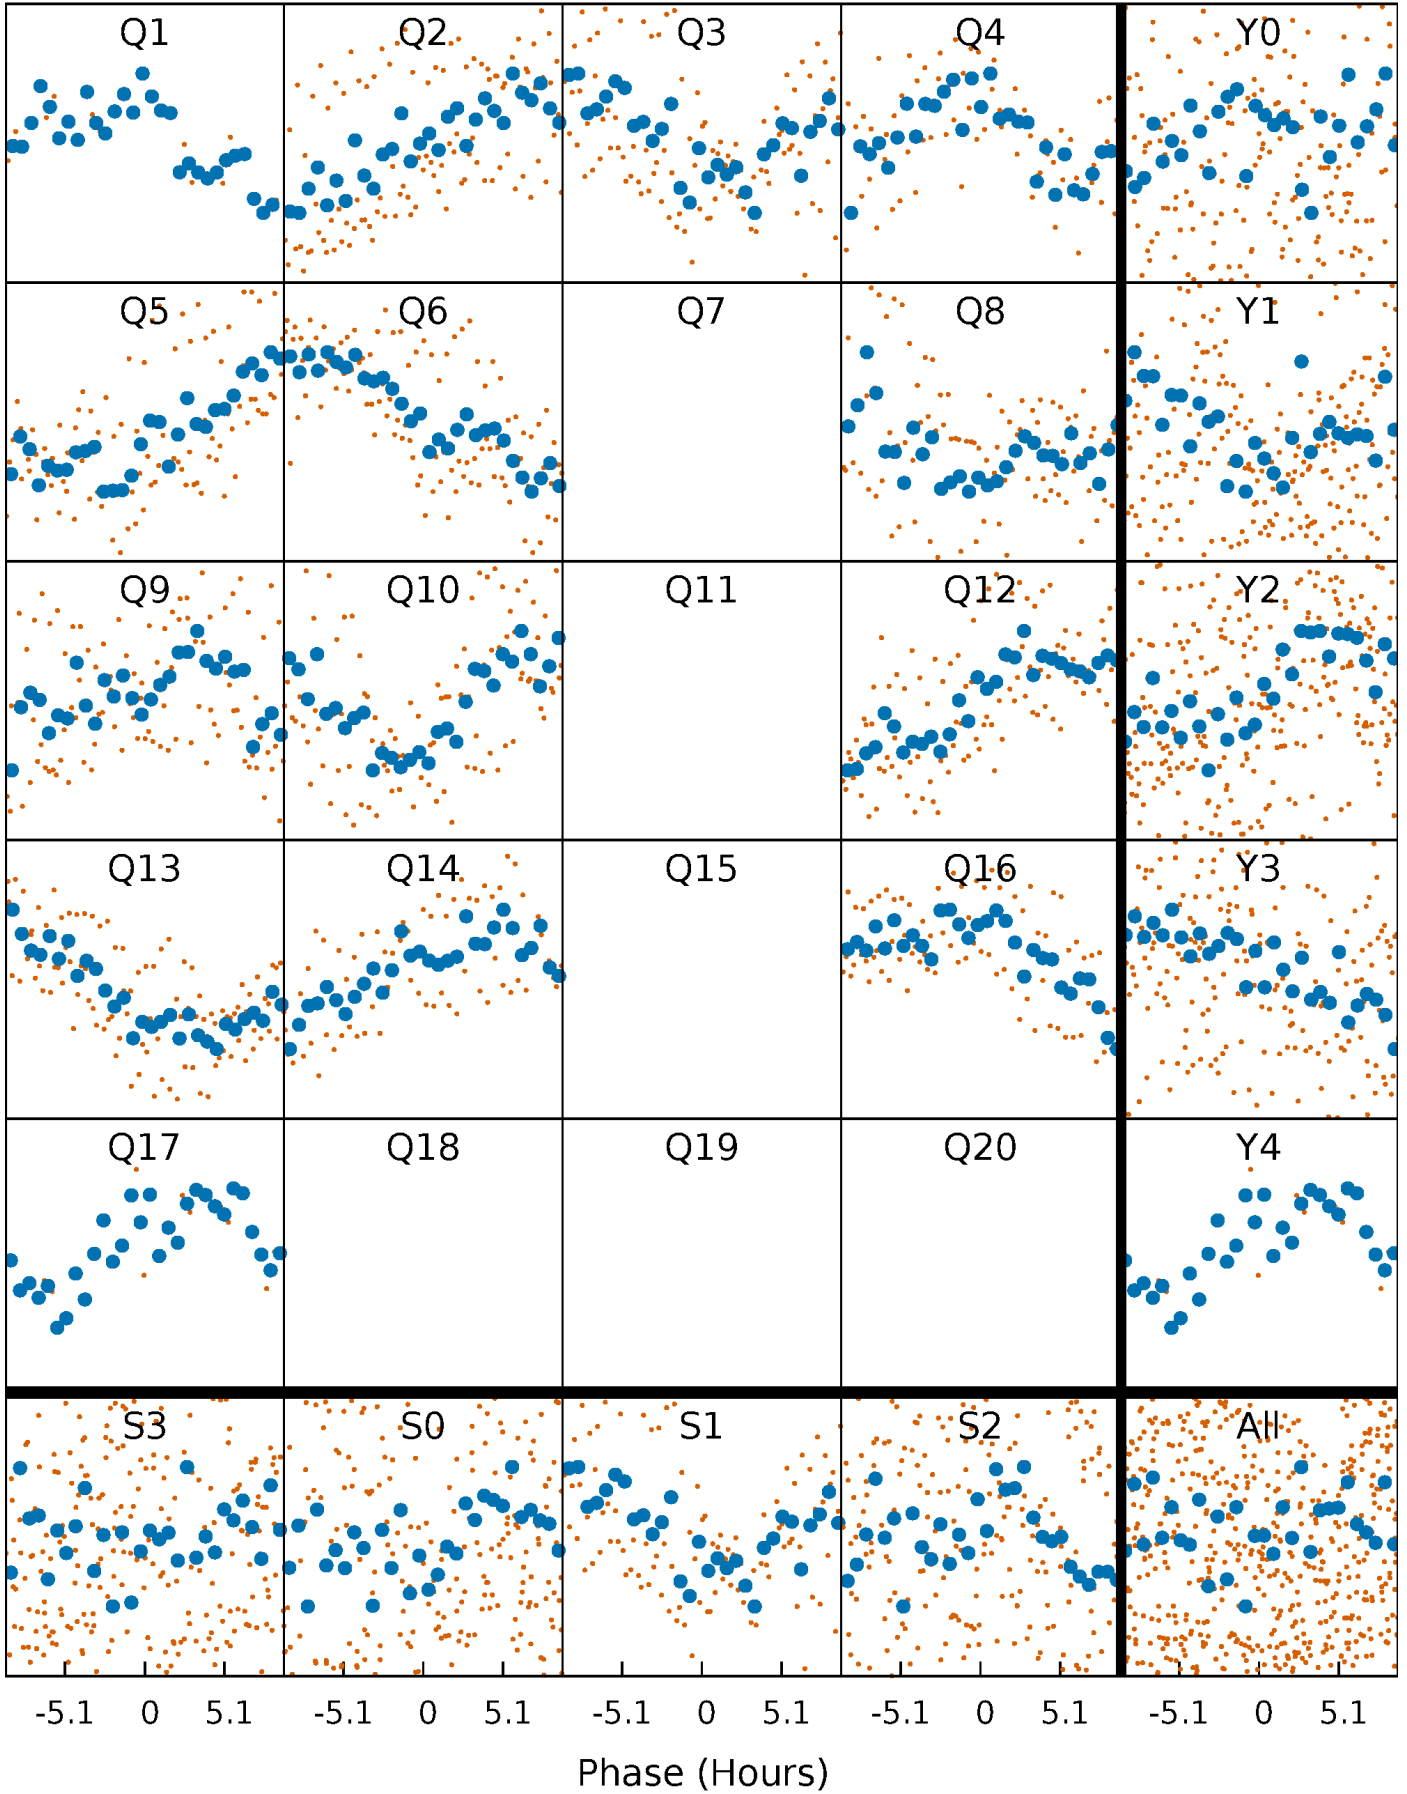 Q1 Q2 Q3 Q4 Y0
Q5 Q6 Q7 Q8 Y1
Q9 Q10 Q11 Q12 Y2
Q13 Q14 Q15 Q16 Y3
Q17 Q18 Q19 Q20 Y4
S3 S0 S1 S2 All
-5.1 0 5.1 -5.1 0 5.1 -5.1 0 5.1 -5.1 0 5.1 -5.1 0 5.1
Phase (Hours)